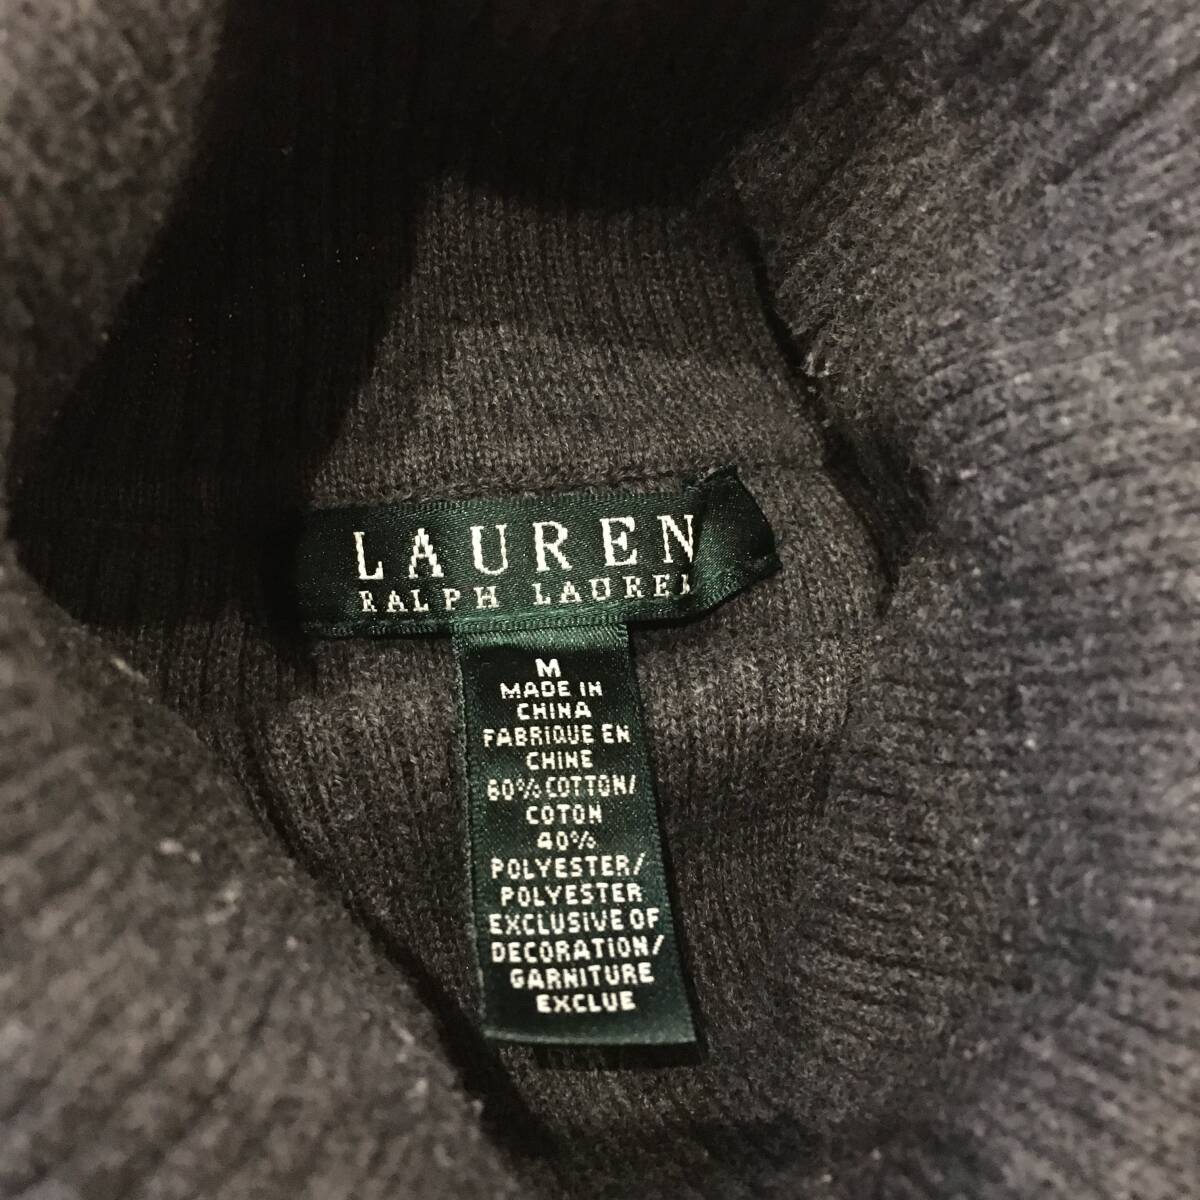 LAUREN
RALPH LAUREN
M
MADE IN
CHINA
FABRIQUE EN
CHINE
60% COTTON/
COTON
40%
POLYESTER/
POLYESTER
EXCLUSIVE OF
DECORATION/
GARNITURE
EXCLUE